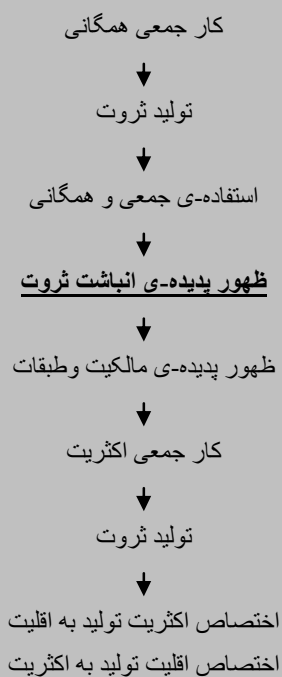 کار جمعی همگانی
تولید ثروت
استفاده-ی جمعی و همگانی
ظهور پدیده-ی انباشت ثروت
ظهور پدیده-ی مالکیت وطبقات
کار جمعی اکثریت
تولید ثروت
اختصاص اکثریت تولید به اقلیت
اختصاص اقلیت تولید به اکثریت